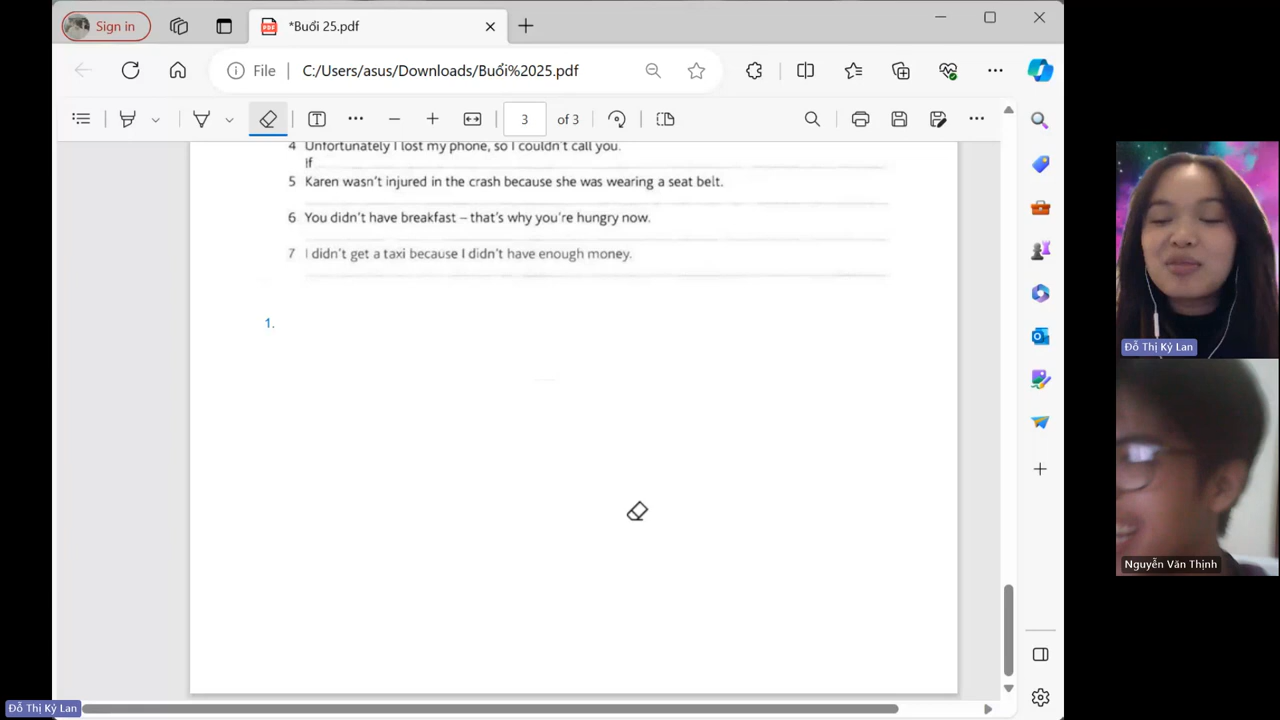 Sign in
*Buổi 25.pdf
File
C:/Users/asus/Downloads/Buổi%2025.pdf
3 of 3
4 Unfortunately I lost my phone, so I couldn't call you.
If
5 Karen wasn't injured in the crash because she was wearing a seat belt.
6 You didn't have breakfast – that's why you're hungry now.
7 I didn't get a taxi because I didn't have enough money.
1.
Đỗ Thị Ký Lan
Nguyễn Văn Thịnh
Đỗ Thị Ký Lan